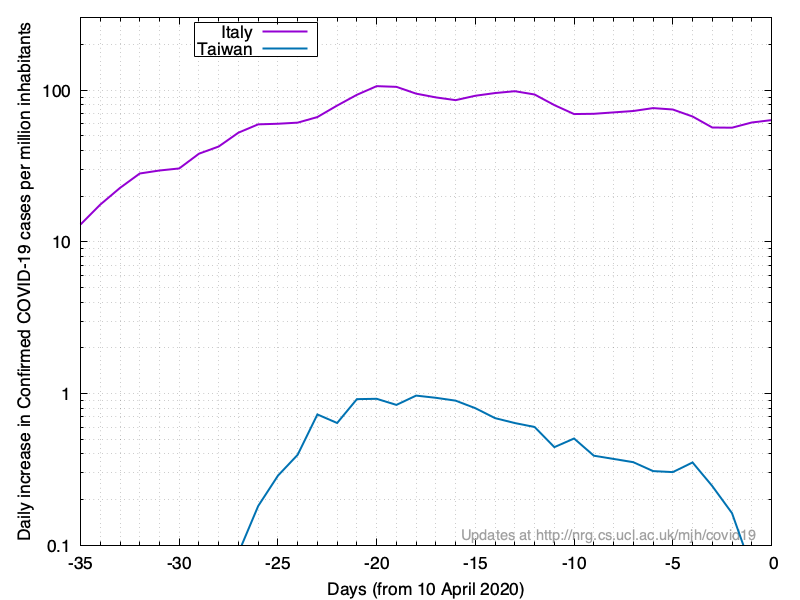 Italy
Taiwan
Daily increase in Confirmed COVID-19 cases per million inhabitants
100
10
1
0.1
Updates at http://nrg.cs.ucl.ac.uk/mjh/covid19
-35 -30 -25 -20 -15 -10 -5 0
Days (from 10 April 2020)